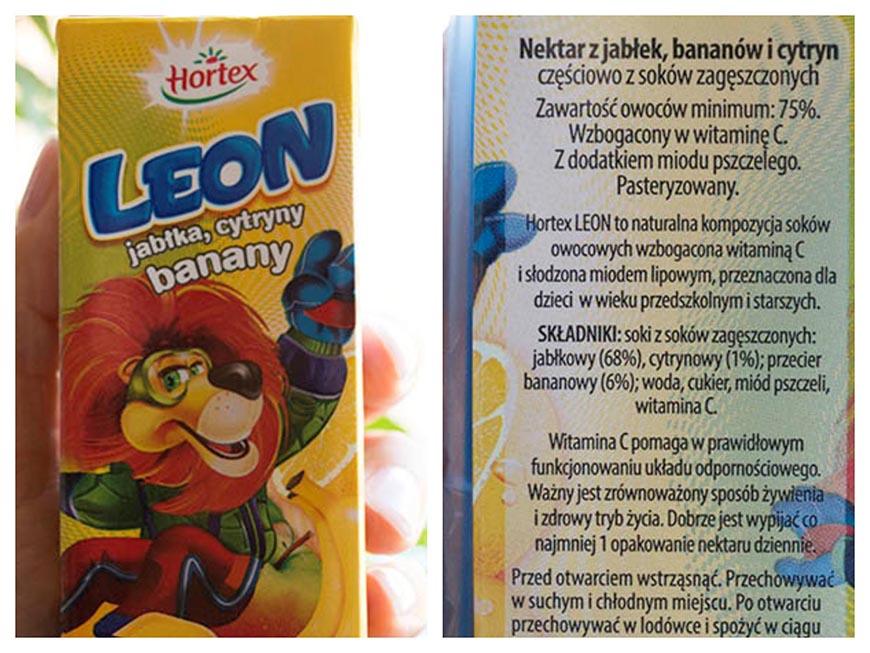 Hortex
LEON
jabłka, cytryny
banany
Nektar z jabłek, bananów i cytryn
częściowo z soków zagęszczonych
Zawartość owoców minimum: 75%.
Wzbogacony w witaminę C.
Z dodatkiem miodu pszczelego.
Pasteryzowany.
Hortex LEON to naturalna kompozycja soków
owocowych wzbogacona witaminą C
i słodzona miodem lipowym, przeznaczona dla
dzieci w wieku przedszkolnym i starszych.
SKŁADNIKI: soki z soków zagęszczonych:
jabłkowy (68%), cytrynowy (1%); przecier
bananowy (6%); woda, cukier, miód pszczeli,
witamina C.
Witamina C pomaga w prawidłowym
funkcjonowaniu układu odpornościowego.
Ważny jest zrównoważony sposób żywienia
i zdrowy tryb życia. Dobrze jest wypijać co
najmniej 1 opakowanie nektaru dziennie.
Przed otwarciem wstrząsnąć. Przechowywać
w suchym i chłodnym miejscu. Po otwarciu
przechowywać w lodówce i spożyć w ciągu